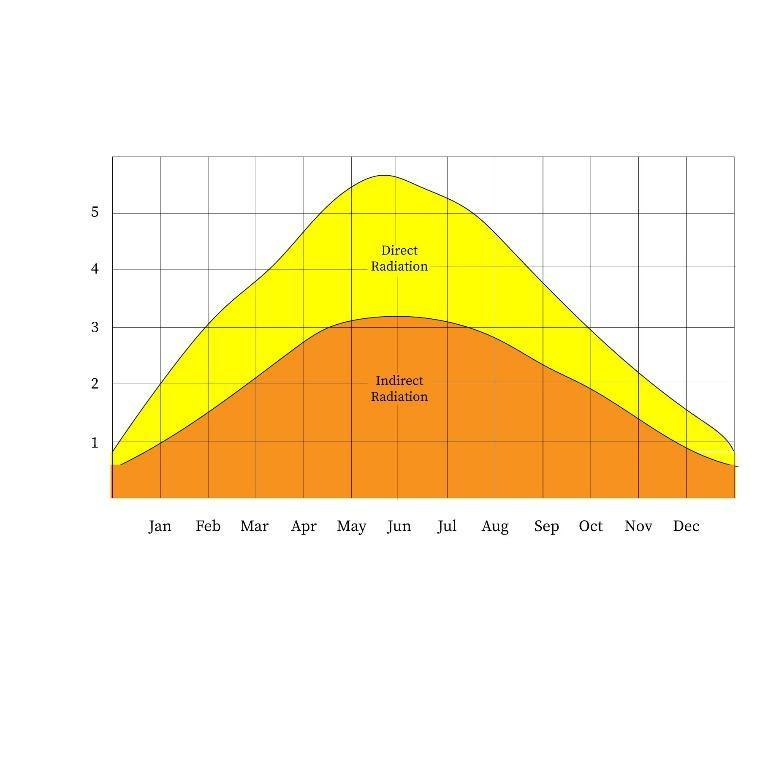 5
Direct
Radiation
4
3
Indirect
Radiation
2
1
Jan Feb Mar Apr May Jun Jul Aug Sep Oct Nov Dec